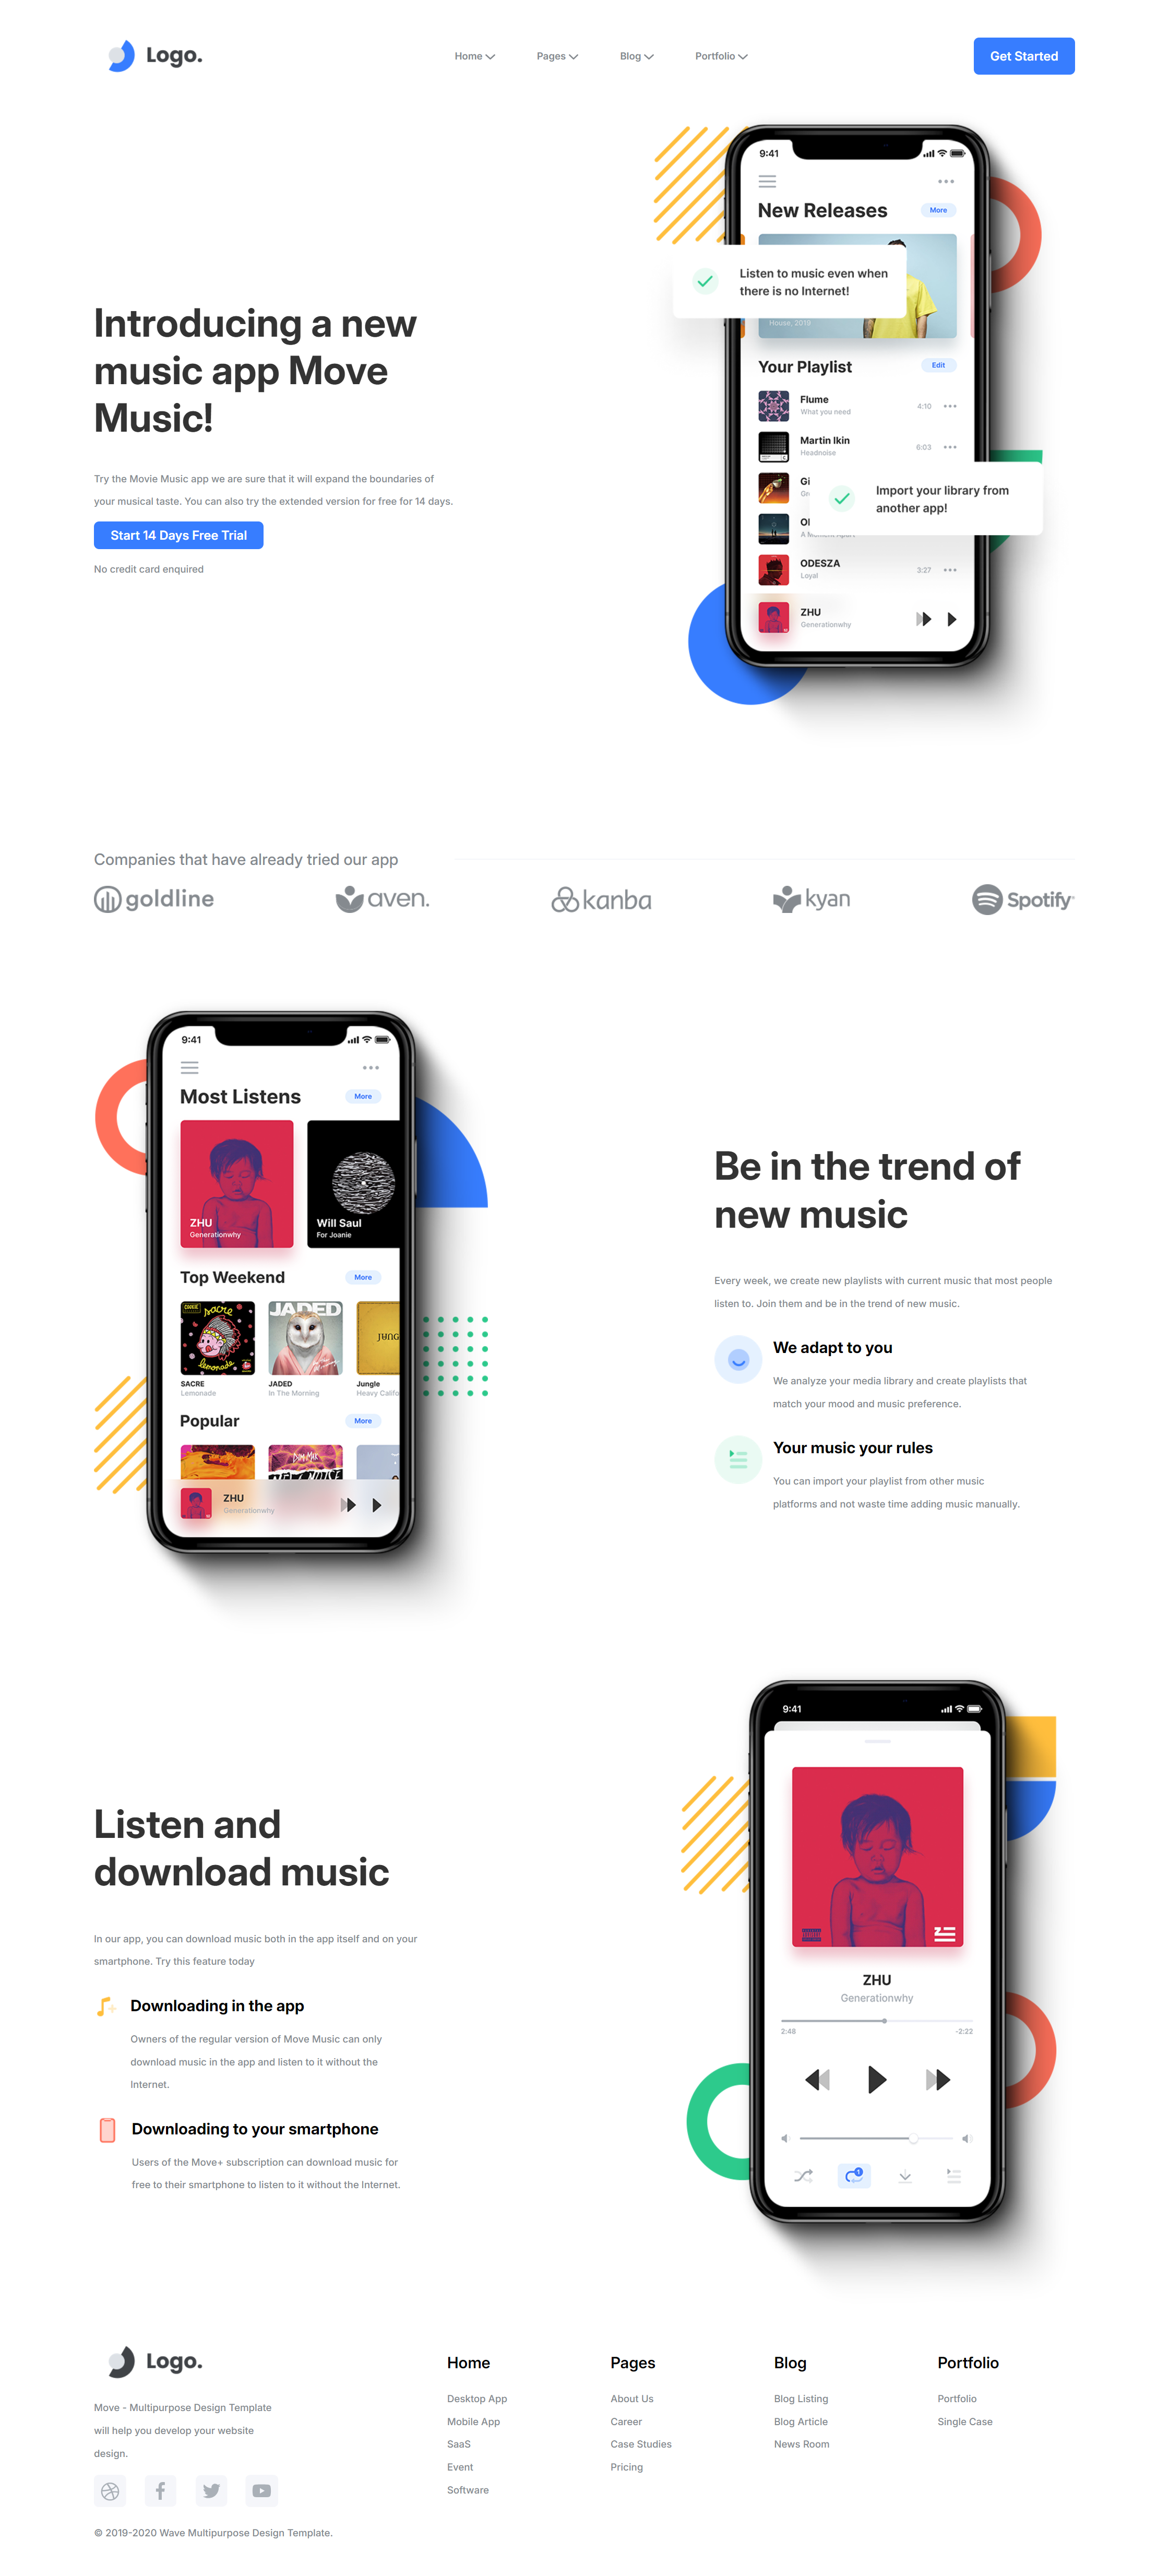 Logo.
Home
Pages
Blog
Portfolio
Get Started
Introducing a new
music app Move
Music!
Try the Movie Music app we are sure that it will expand the boundaries of
your musical taste. You can also try the extended version for free for 14 days.
Start 14 Days Free Trial
No credit card enquired
9:41
New Releases
More
Listen to music even when
there is no Internet!
House, 2019
Your Playlist
Edit
Flume
What you need
4:10
Martin Ikin
Headnoise
6:03
Import your library from
another app!
ODESZA
Loyal
3:27
ZHU
Generationwhy
Companies that have already tried our app
goldline
aven.
kanba
kyan
Spotify
9:41
Most Listens
More
ZHU
Generationwhy
Will Saul
For Joanie
Top Weekend
More
COOKIE
sacre
lemonade
JADED
SACRE
Lemonade
JADED
In The Morning
Jungle
Popular
More
DIM MAK
ZHU
Generationwhy
Be in the trend of
new music
Every week, we create new playlists with current music that most people
listen to. Join them and be in the trend of new music.
We adapt to you
We analyze your media library and create playlists that
match your mood and music preference.
Your music your rules
You can import your playlist from other music
platforms and not waste time adding music manually.
Listen and
download music
In our app, you can download music both in the app itself and on your
smartphone. Try this feature today
Downloading in the app
Owners of the regular version of Move Music can only
download music in the app and listen to it without the
Internet.
Downloading to your smartphone
Users of the Move+ subscription can download music for
free to their smartphone to listen to it without the Internet.
9:41
ZHU
Generationwhy
2:48
-2:22
1
Logo.
Move - Multipurpose Design Template
will help you develop your website
design.
© 2019-2020 Wave Multipurpose Design Template.
Home
Desktop App
Mobile App
SaaS
Event
Software
Pages
About Us
Career
Case Studies
Pricing
Blog
Blog Listing
Blog Article
News Room
Portfolio
Portfolio
Single Case